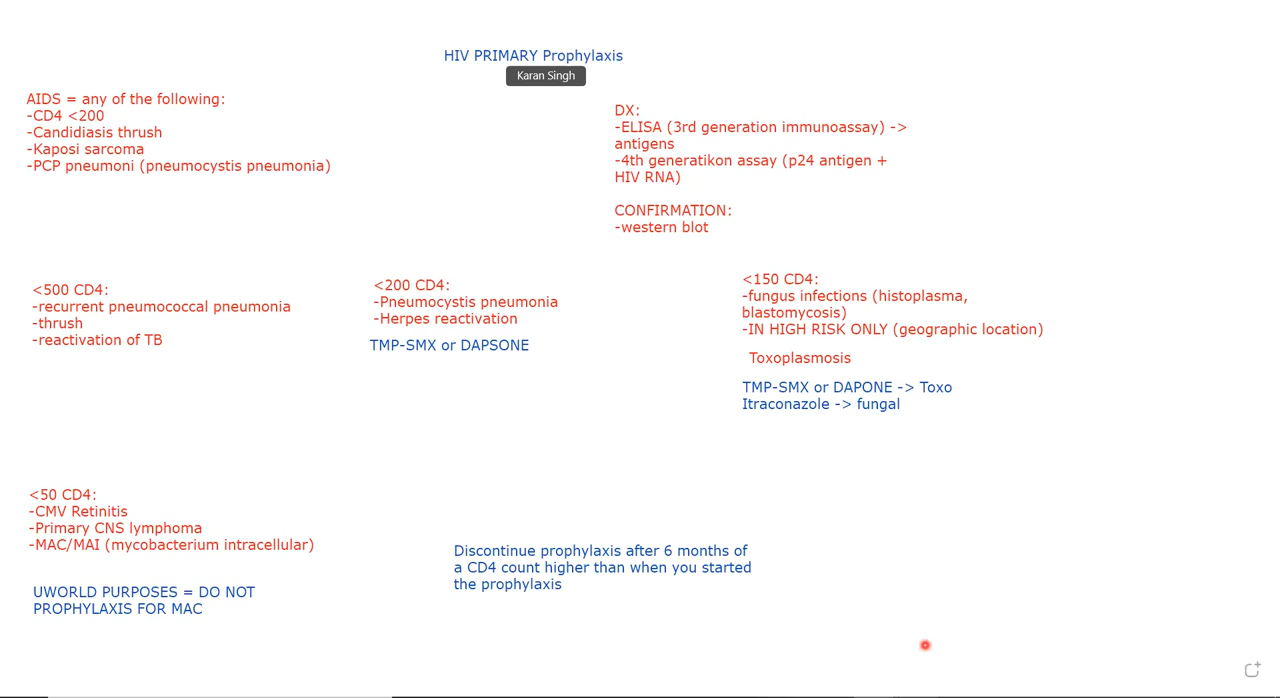 HIV PRIMARY Prophylaxis
Karan Singh
AIDS = any of the following:
-CD4 <200
-Candidiasis thrush
-Kaposi sarcoma
-PCP pneumoni (pneumocystis pneumonia)
DX:
-ELISA (3rd generation immunoassay) ->
antigens
-4th generatikon assay (p24 antigen +
HIV RNA)
CONFIRMATION:
-western blot
<500 CD4:
-recurrent pneumococcal pneumonia
-thrush
-reactivation of TB
<200 CD4:
-Pneumocystis pneumonia
-Herpes reactivation
TMP-SMX or DAPSONE
<150 CD4:
-fungus infections (histoplasma,
blastomycosis)
-IN HIGH RISK ONLY (geographic location)
Toxoplasmosis
TMP-SMX or DAPONE -> Toxo
Itraconazole -> fungal
<50 CD4:
-CMV Retinitis
-Primary CNS lymphoma
-MAC/MAI (mycobacterium intracellular)
UWORLD PURPOSES = DO NOT
PROPHYLAXIS FOR MAC
Discontinue prophylaxis after 6 months of
a CD4 count higher than when you started
the prophylaxis